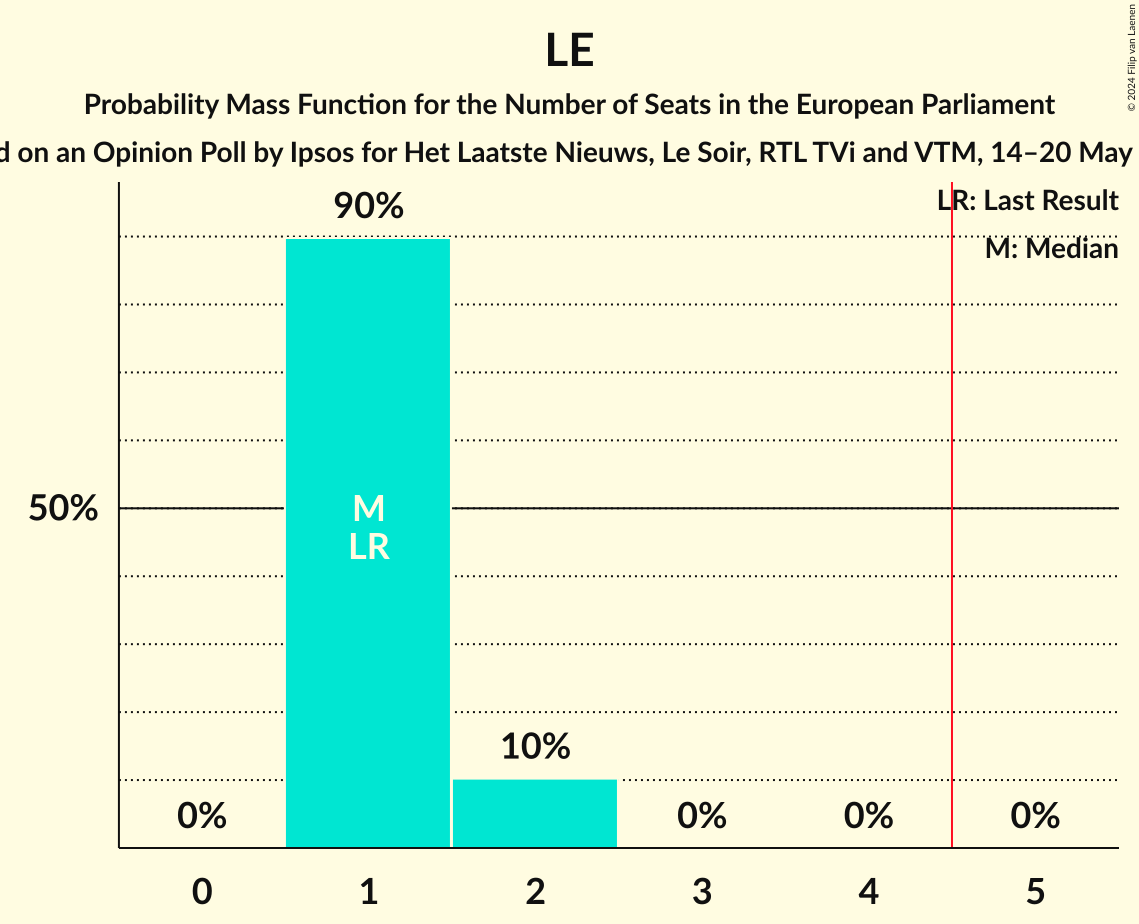 LE
Probability Mass Function for the Number of Seats in the European Parliament
on an Opinion Poll by Ipsos for Het Laatste Nieuws, Le Soir, RTL TVi and VTM, 14–20 May
© 2024 Filip van Laenen
LR: Last Result
M: Median
90%
50%
M
LR
10%
0%
0%
0%
0%
0
1
2
3
4
5